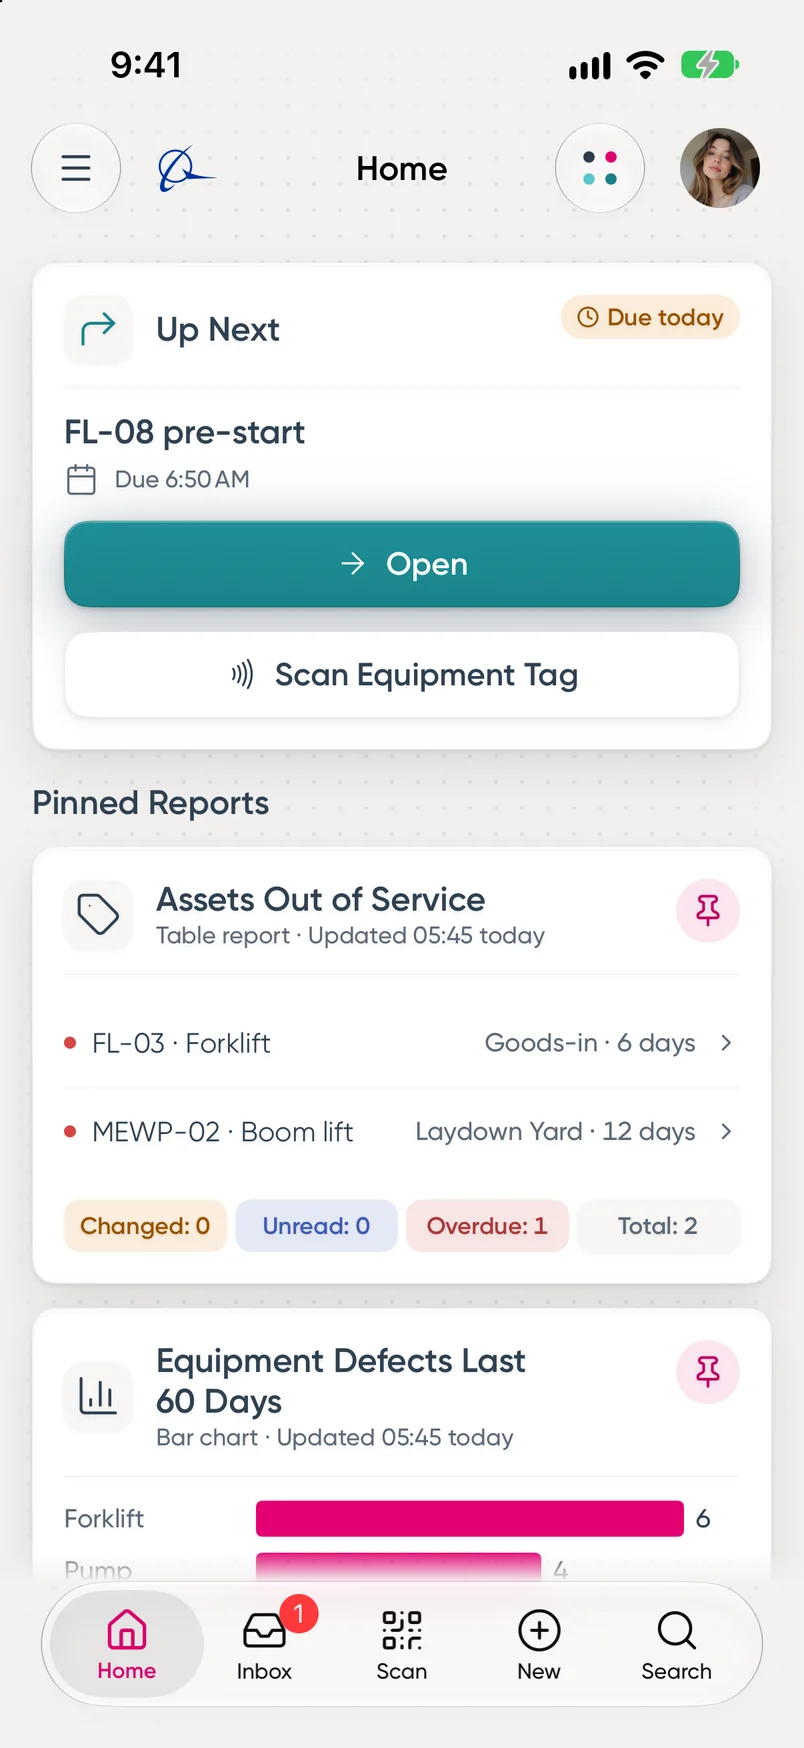 9:41
Home
Up Next
Due today
FL-08 pre-start
Due 6:50 AM
Open
Scan Equipment Tag
Pinned Reports
Assets Out of Service
Table report · Updated 05:45 today
FL-03 · Forklift
Goods-in · 6 days
MEWP-02 · Boom lift
Laydown Yard · 12 days
Changed: 0
Unread: 0
Overdue: 1
Total: 2
Equipment Defects Last
60 Days
Bar chart · Updated 05:45 today
Forklift
6
Pump
4
1
Home
Inbox
Scan
New
Search